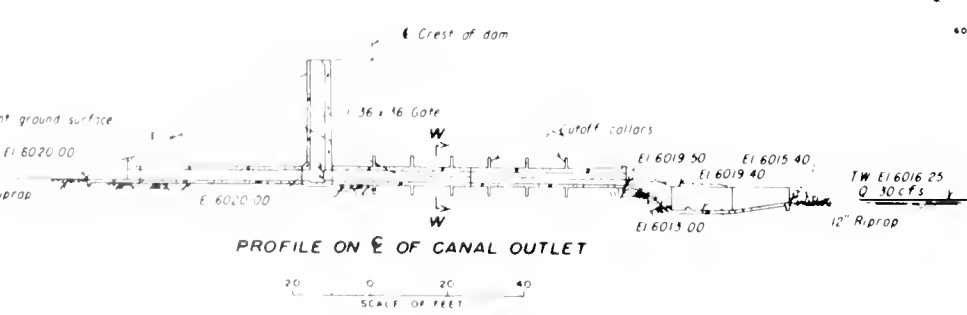 ℄ Crest of dam
ground surface
36 x 36 Gate
W
Cutoff collars
El 6020 00
El 6019.50
El 6015 40
El 6019 40
TW El 6016 25
Q 30 cfs
6020 00
W
El 6013 00
12" Riprap
PROFILE ON ℄ OF CANAL OUTLET
20 0 20 40
SCALE OF FEET